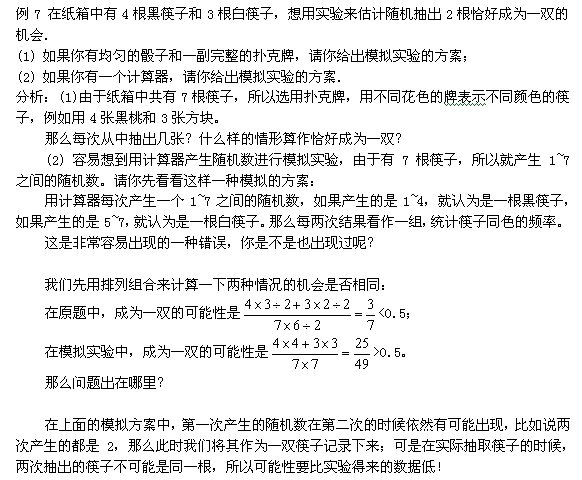 例 7 在纸箱中有 4 根黑筷子和 3 根白筷子，想用实验来估计随机抽出 2 根恰好成为一双的
机会．
(1) 如果你有均匀的骰子和一副完整的扑克牌，请你给出模拟实验的方案；
(2) 如果你有一个计算器，请你给出模拟实验的方案．
分析：(1)由于纸箱中共有 7 根筷子，所以选用扑克牌，用不同花色的牌表示不同颜色的筷
子，例如用 4 张黑桃和 3 张方块。
那么每次从中抽出几张？什么样的情形算作恰好成为一双？
(2) 容易想到用计算器产生随机数进行模拟实验，由于有 7 根筷子，所以就产生 1~7
之间的随机数。请你先看看这样一种模拟的方案：
用计算器每次产生一个 1~7 之间的随机数，如果产生的是 1~4，就认为是一根黑筷子，
如果产生的是 5~7，就认为是一根白筷子。那么每两次结果看作一组，统计筷子同色的频率。
这是非常容易出现的一种错误，你是不是也出现过呢？
我们先用排列组合来计算一下两种情况的机会是否相同：
在原题中，成为一双的可能性是 (4×3÷2+3×2÷2)/(7×6÷2) = 3/7 <0.5；
在模拟实验中，成为一双的可能性是 (4×4+3×3)/(7×7) = 25/49 >0.5。
那么问题出在哪里？
在上面的模拟方案中，第一次产生的随机数在第二次的时候依然有可能出现，比如说两
次产生的都是 2，那么此时我们将其作为一双筷子记录下来；可是在实际抽取筷子的时候，
两次抽出的筷子不可能是同一根，所以可能性要比实验得来的数据低！